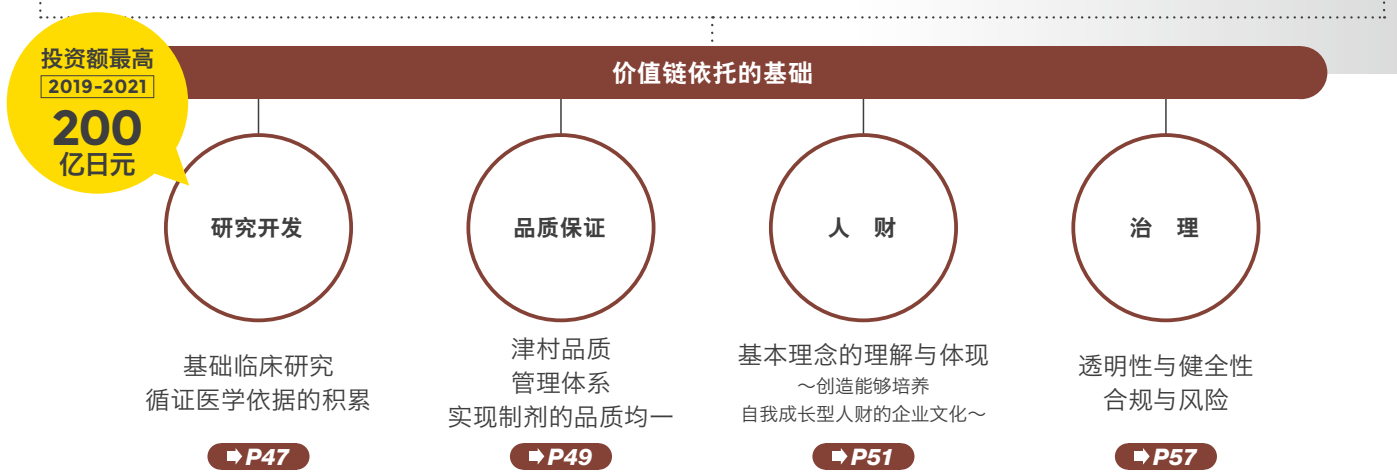 投资额最高
2019-2021
200
亿日元
价值链依托的基础
研究开发
基础临床研究
循证医学依据的积累
➡P47
品质保证
津村品质
管理体系
实现制剂的品质均一
➡P49
人　财
基本理念的理解与体现
～创造能够培养
自我成长型人财的企业文化～
➡P51
治　理
透明性与健全性
合规与风险
➡P57